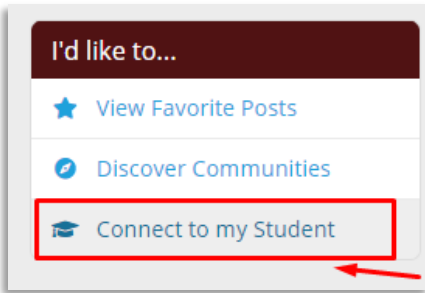 I'd like to...
View Favorite Posts
Discover Communities
Connect to my Student